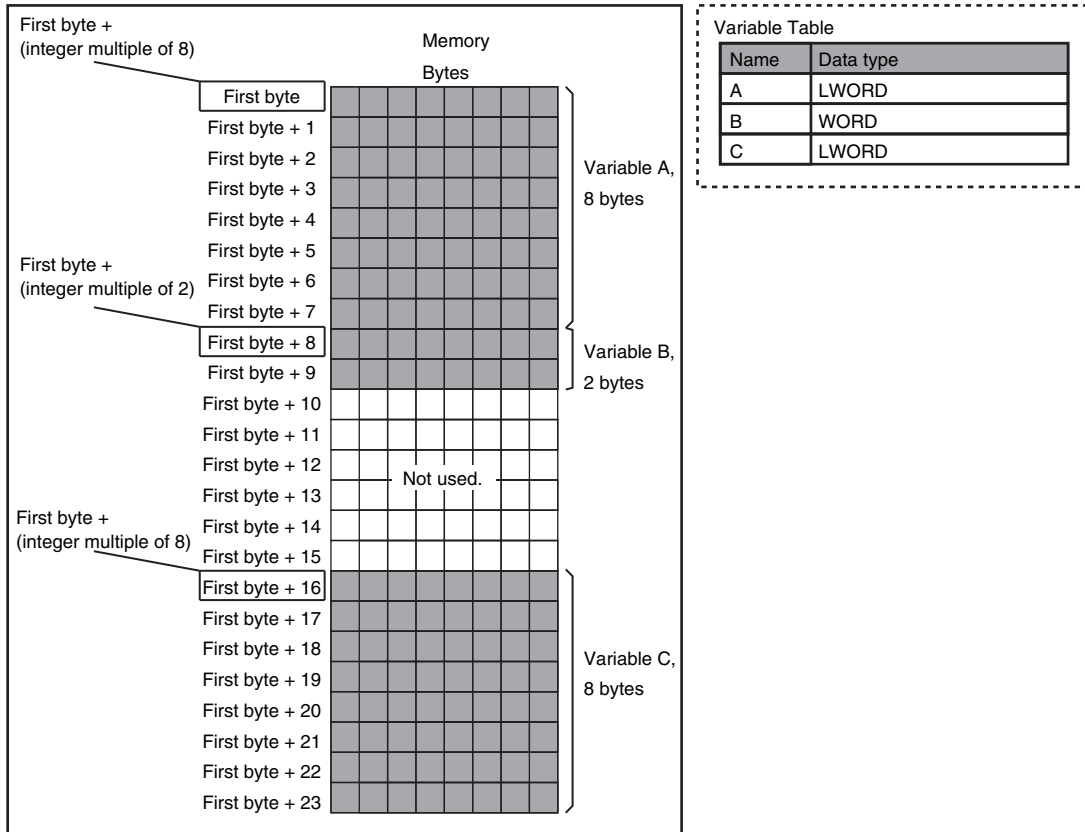 First byte +
(integer multiple of 8)
Memory
Bytes
First byte
First byte + 1
First byte + 2
First byte + 3
First byte + 4
First byte + 5
First byte + 6
First byte + 7
Variable A,
8 bytes
First byte +
(integer multiple of 2)
First byte + 8
First byte + 9
Variable B,
2 bytes
First byte + 10
First byte + 11
First byte + 12
First byte + 13
First byte + 14
First byte + 15
Not used.
First byte +
(integer multiple of 8)
First byte + 16
First byte + 17
First byte + 18
First byte + 19
First byte + 20
First byte + 21
First byte + 22
First byte + 23
Variable C,
8 bytes
Variable Table
Name Data type
A LWORD
B WORD
C LWORD